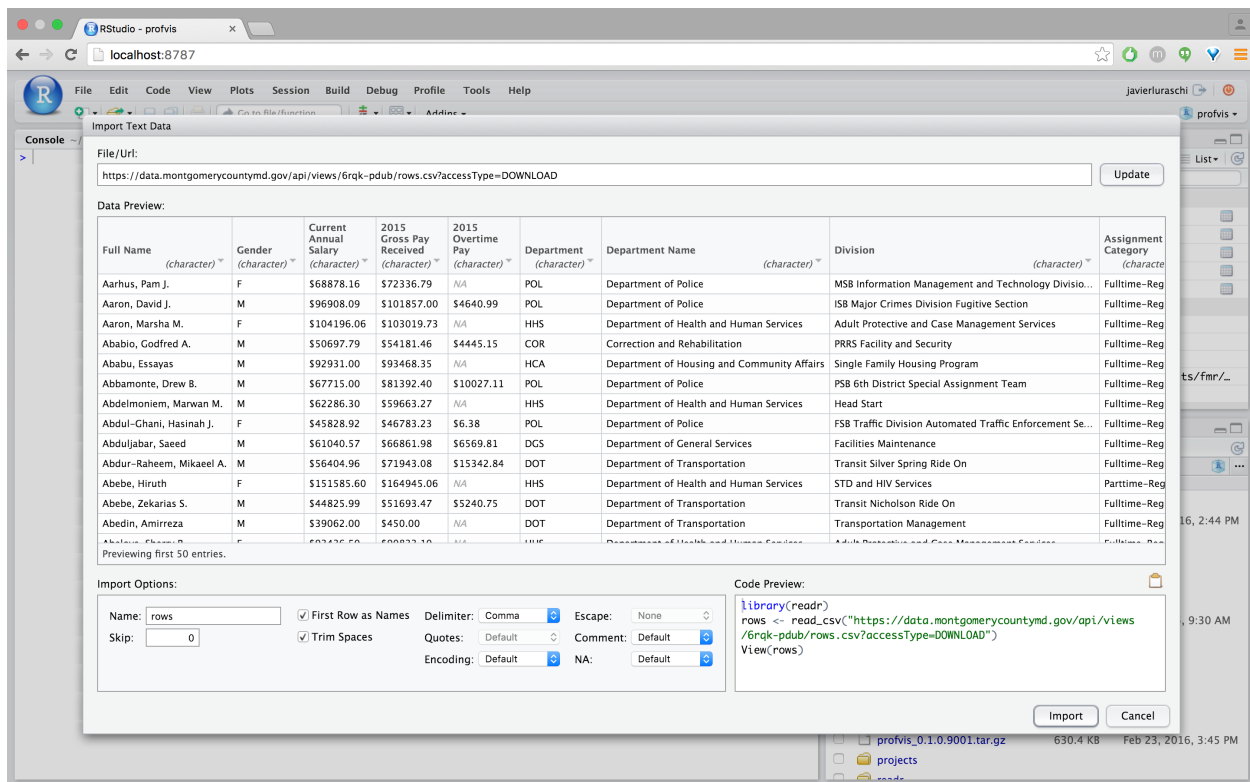 RStudio - profvis
localhost:8787
File Edit Code View Plots Session Build Debug Profile Tools Help
javierluraschi
Go to file/function
Addins
profvis
Import Text Data
Console ~/
>
List
File/Url:
https://data.montgomerycountymd.gov/api/views/6rqk-pdub/rows.csv?accessType=DOWNLOAD
Update
Data Preview:
Full Name (character) Gender (character) Current Annual Salary (character) 2015 Gross Pay Received (character) 2015 Overtime Pay (character) Department (character) Department Name (character) Division (character) Assignment Category (characte
Aarhus, Pam J. F $68878.16 $72336.79 NA POL Department of Police MSB Information Management and Technology Divisio... Fulltime-Reg
Aaron, David J. M $96908.09 $101857.00 $4640.99 POL Department of Police ISB Major Crimes Division Fugitive Section Fulltime-Reg
Aaron, Marsha M. F $104196.06 $103019.73 NA HHS Department of Health and Human Services Adult Protective and Case Management Services Fulltime-Reg
Ababio, Godfred A. M $50697.79 $54181.46 $4445.15 COR Correction and Rehabilitation PRRS Facility and Security Fulltime-Reg
Ababu, Essayas M $92931.00 $93468.35 NA HCA Department of Housing and Community Affairs Single Family Housing Program Fulltime-Reg
Abbamonte, Drew B. M $67715.00 $81392.40 $10027.11 POL Department of Police PSB 6th District Special Assignment Team Fulltime-Reg
Abdelmoniem, Marwan M. M $62286.30 $59663.27 NA HHS Department of Health and Human Services Head Start Fulltime-Reg
Abdul-Ghani, Hasinah J. F $45828.92 $46783.23 $6.38 POL Department of Police FSB Traffic Division Automated Traffic Enforcement Se... Fulltime-Reg
Abduljabar, Saeed M $61040.57 $66861.98 $6569.81 DGS Department of General Services Facilities Maintenance Fulltime-Reg
Abdur-Raheem, Mikaeel A. M $56404.96 $71943.08 $15342.84 DOT Department of Transportation Transit Silver Spring Ride On Fulltime-Reg
Abebe, Hiruth F $151585.60 $164945.06 NA HHS Department of Health and Human Services STD and HIV Services Parttime-Reg
Abebe, Zekarias S. M $44825.99 $51693.47 $5240.75 DOT Department of Transportation Transit Nicholson Ride On Fulltime-Reg
Abedin, Amirreza M $39062.00 $450.00 NA DOT Department of Transportation Transportation Management Fulltime-Reg
Previewing first 50 entries.
ts/fmr/...
16, 2:44 PM
Import Options:
Name: rows
First Row as Names
Delimiter: Comma
Escape: None
Skip: 0
Trim Spaces
Quotes: Default
Comment: Default
Encoding: Default
NA: Default
Code Preview:
library(readr)
rows <- read_csv("https://data.montgomerycountymd.gov/api/views
/6rqk-pdub/rows.csv?accessType=DOWNLOAD")
View(rows)
, 9:30 AM
Import
Cancel
profvis_0.1.0.9001.tar.gz 630.4 KB Feb 23, 2016, 3:45 PM
projects